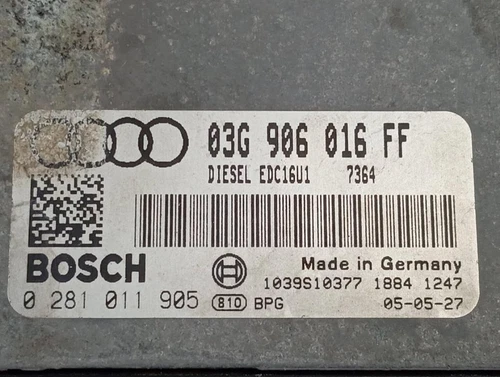 03G 906 016 FF
DIESEL EDC16U1 7364
BOSCH
Made in Germany
1039S10377 1884 1247
0 281 011 905 810 BPG 05-05-27